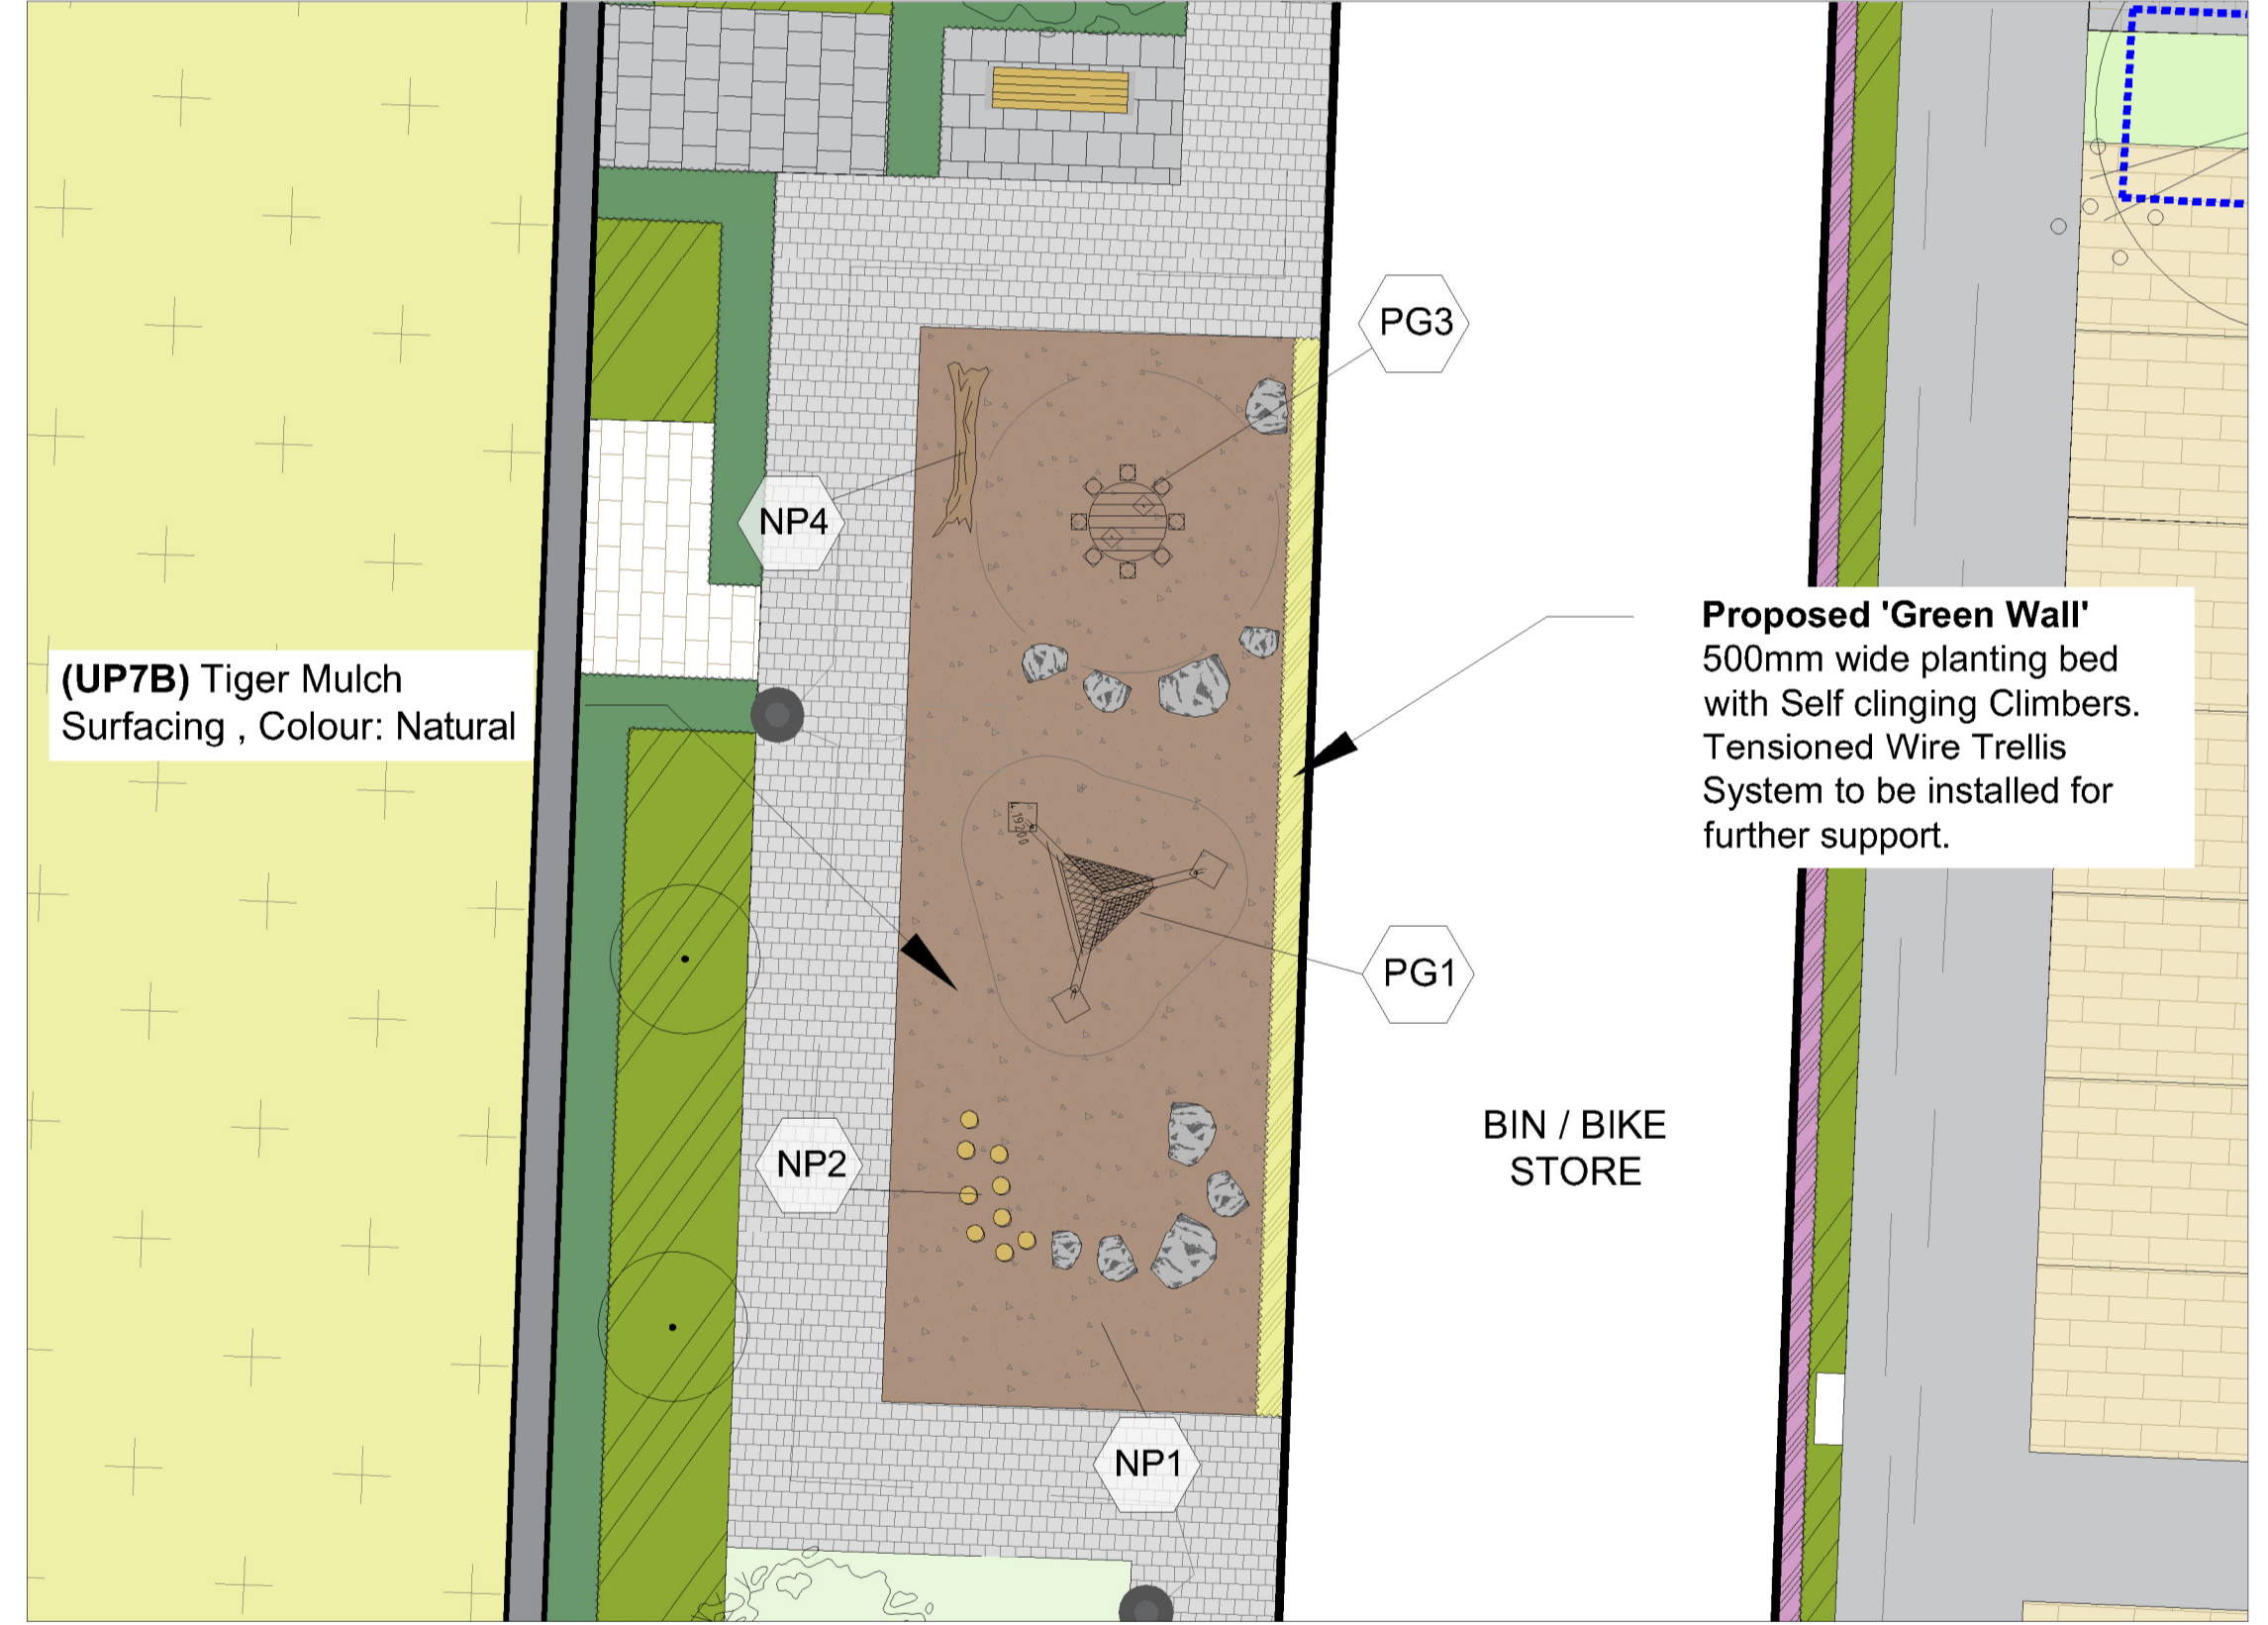 PG3
NP4
Proposed 'Green Wall'
500mm wide planting bed
with Self clinging Climbers.
Tensioned Wire Trellis
System to be installed for
further support.
(UP7B) Tiger Mulch
Surfacing , Colour: Natural
PG1
BIN / BIKE
STORE
NP2
NP1